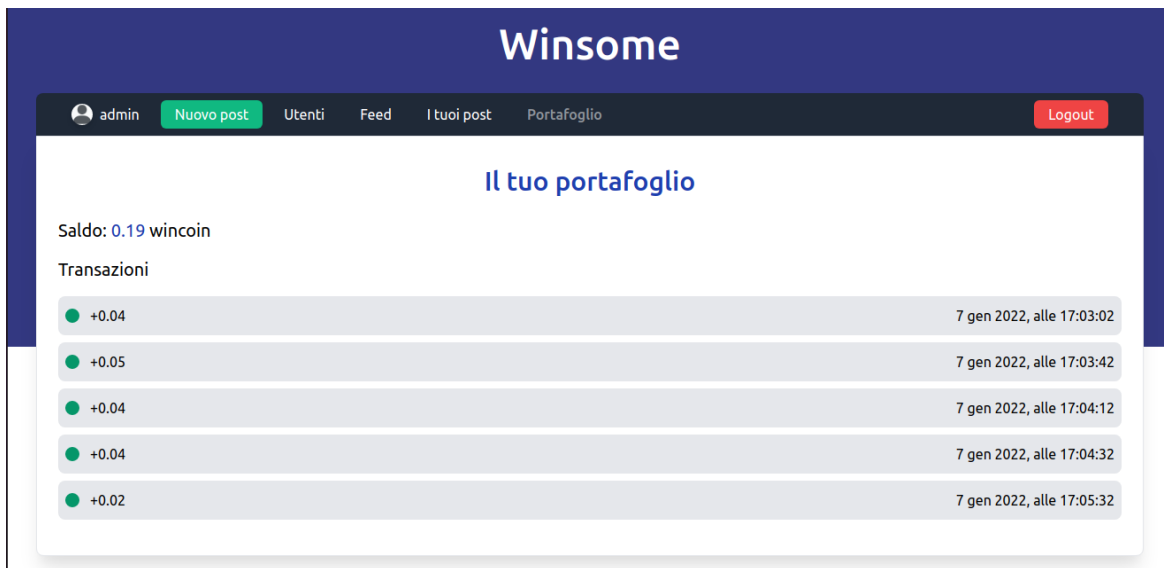 Winsome
admin Nuovo post Utenti Feed I tuoi post Portafoglio Logout
Il tuo portafoglio
Saldo: 0.19 wincoin
Transazioni
+0.04 7 gen 2022, alle 17:03:02
+0.05 7 gen 2022, alle 17:03:42
+0.04 7 gen 2022, alle 17:04:12
+0.04 7 gen 2022, alle 17:04:32
+0.02 7 gen 2022, alle 17:05:32